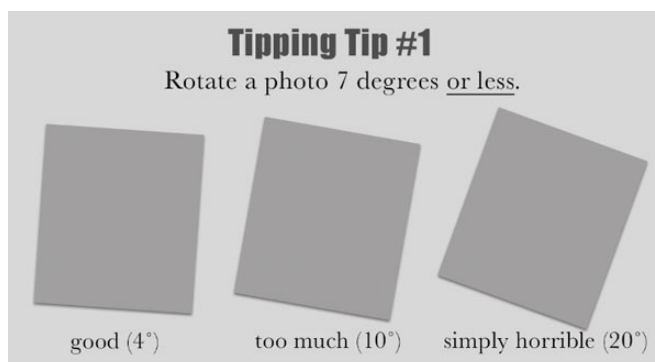 Tipping Tip #1
Rotate a photo 7 degrees or less.
good (4°)
too much (10°)
simply horrible (20°)